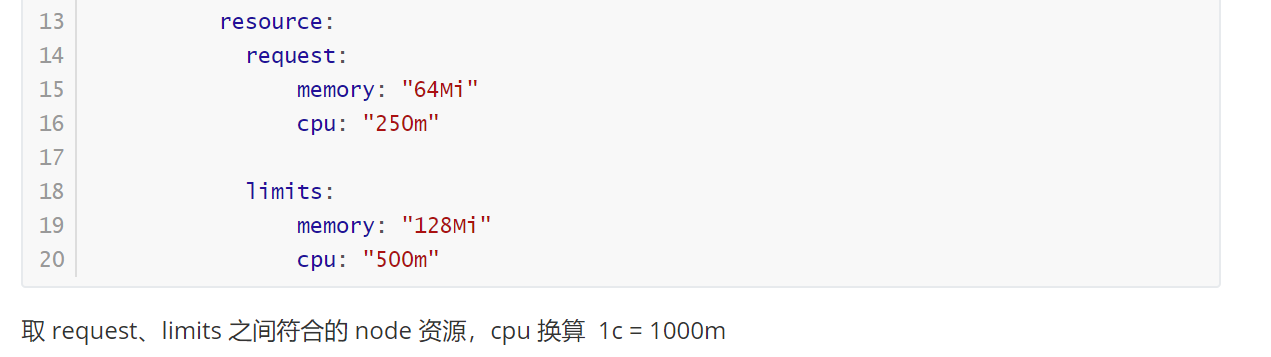 13 resource:
14 request:
15 memory: "64Mi"
16 cpu: "250m"
17
18 limits:
19 memory: "128Mi"
20 cpu: "500m"
取 request、limits 之间符合的 node 资源，cpu 换算 1c = 1000m